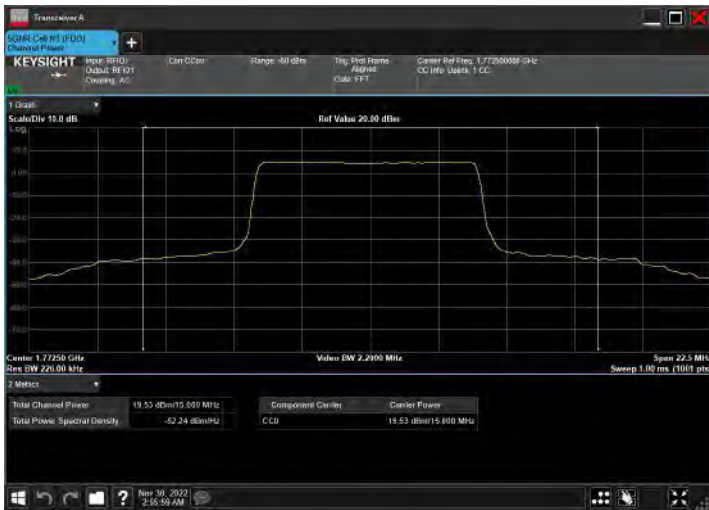 Transceiver A
5GNR Cell N1 (FDD)
Channel Power
KEYSIGHT
Output: RFIO1
Coupling: AC
Corr CCorr
Range: -60 dBm
Trig: Prot Frame
Aligned
Gate: FFT
Carrier Ref Freq: 1.772500000 GHz
CC Info: Uplink, 1 CC
1 Graph
Scale/Div 10.0 dB
Ref Value 20.00 dBm
Log
Center 1.77250 GHz
Video BW 2.2000 MHz
Span 22.5 MHz
Res BW 220.00 kHz
Sweep 1.00 ms (1001 pts
2 Metrics
Total Channel Power
19.53 dBm/15.000 MHz
Total Power Spectral Density
-52.24 dBm/Hz
Component Carrier
Carrier Power
CC0
19.53 dBm/15.000 MHz
Nov 30, 2022
2:55:59 AM